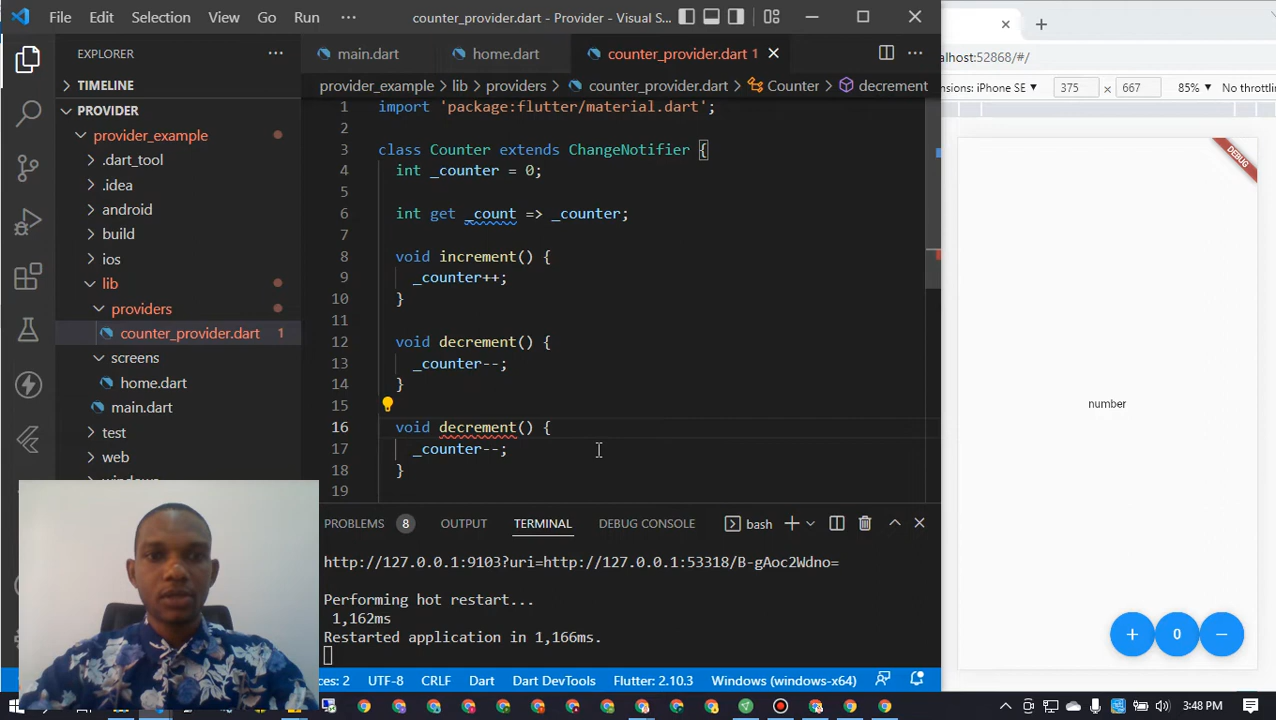 File Edit Selection View Go Run ··· counter_provider.dart - Provider - Visual S...
EXPLORER ···
main.dart home.dart counter_provider.dart 1
alhost:52868/#/
TIMELINE
provider_example > lib > providers > counter_provider.dart > Counter > decrement
nsions: iPhone SE ▼ 375 × 667 85% ▼ No throttlin
PROVIDER
provider_example
.dart_tool
.idea
android
build
ios
lib
providers
counter_provider.dart 1
screens
home.dart
main.dart
test
web
1 import 'package:flutter/material.dart';
2
3 class Counter extends ChangeNotifier {
4 int _counter = 0;
5
6 int get _count => _counter;
7
8 void increment() {
9 _counter++;
10 }
11
12 void decrement() {
13 _counter--;
14 }
15
16 void decrement() {
17 _counter--;
18 }
19
DEBUG
number
+ 0 −
PROBLEMS 8 OUTPUT TERMINAL DEBUG CONSOLE bash
http://127.0.0.1:9103?uri=http://127.0.0.1:53318/B-gAoc2Wdno=
Performing hot restart...
1,162ms
Restarted application in 1,166ms.
ces: 2 UTF-8 CRLF Dart Dart DevTools Flutter: 2.10.3 Windows (windows-x64)
3:48 PM